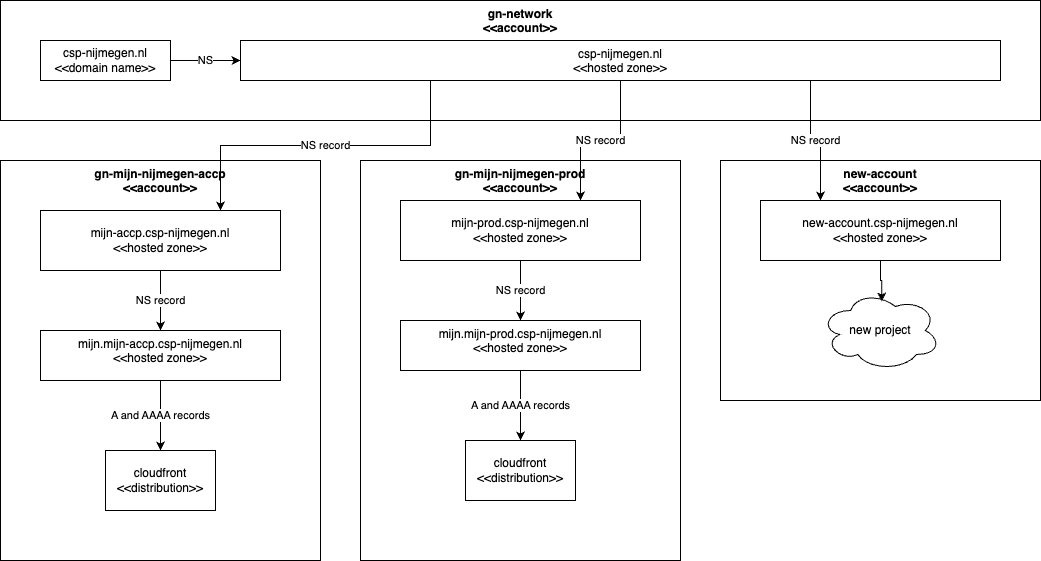 gn-network
<<account>>
csp-nijmegen.nl
<<domain name>>
NS
csp-nijmegen.nl
<<hosted zone>>
NS record
NS record
NS record
gn-mijn-nijmegen-accp
<<account>>
mijn-accp.csp-nijmegen.nl
<<hosted zone>>
NS record
mijn.mijn-accp.csp-nijmegen.nl
<<hosted zone>>
A and AAAA records
cloudfront
<<distribution>>
gn-mijn-nijmegen-prod
<<account>>
mijn-prod.csp-nijmegen.nl
<<hosted zone>>
NS record
mijn.mijn-prod.csp-nijmegen.nl
<<hosted zone>>
A and AAAA records
cloudfront
<<distribution>>
new-account
<<account>>
new-account.csp-nijmegen.nl
<<hosted zone>>
new project